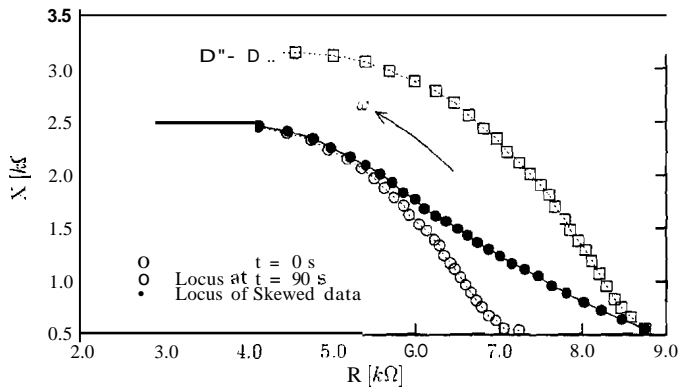 3.5
X [kΩ]
3.0
2.5
2.0
1.5
1.0
0.5
D"- D ..
ω
O t = 0 s
O Locus at t = 90 s
• Locus of Skewed data
2.0 3.0 4.0 5.0 6.0 7.0 8.0 9.0
R [kΩ]